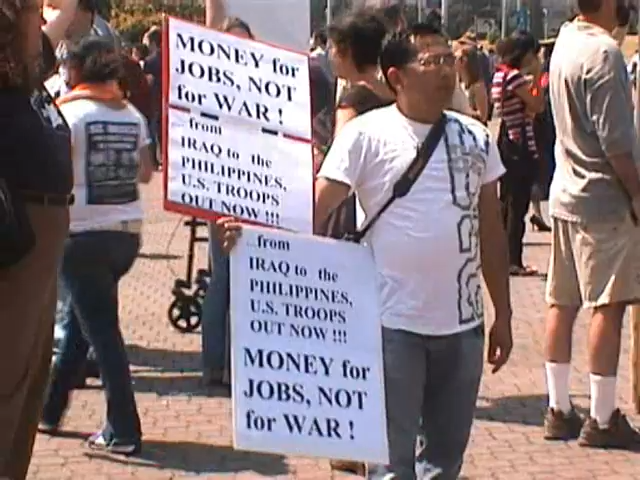 MONEY for
JOBS, NOT
for WAR !
...from
IRAQ to the
PHILIPPINES,
U.S. TROOPS
OUT NOW !!!
...from
IRAQ to the
PHILIPPINES,
U.S. TROOPS
OUT NOW !!!
MONEY for
JOBS, NOT
for WAR !